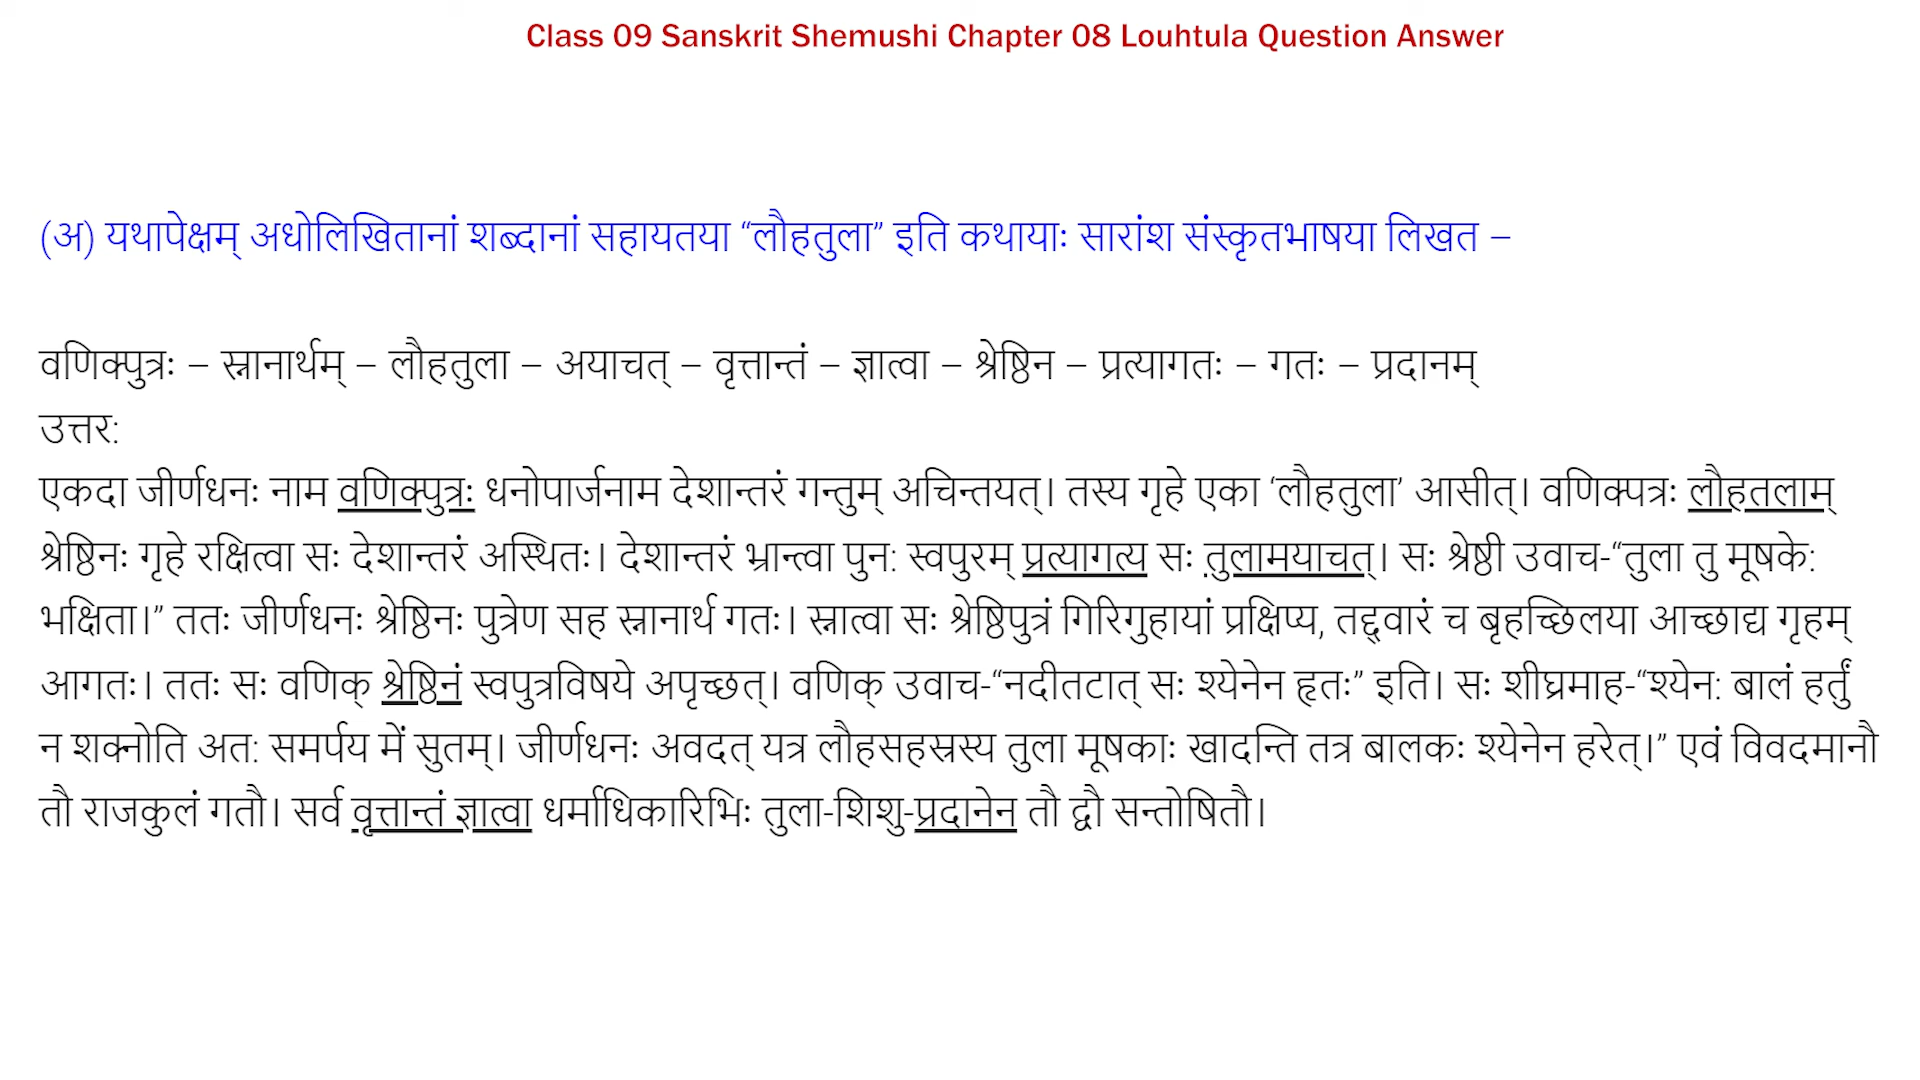 Class 09 Sanskrit Shemushi Chapter 08 Louhtula Question Answer
(अ) यथापेक्षम् अधोलिखितानां शब्दानां सहायतया “लौहतुला” इति कथायाः सारांश संस्कृतभाषया लिखत –
वणिक्पुत्रः – स्नानार्थम् – लौहतुला – अयाचत् – वृत्तान्तं – ज्ञात्वा – श्रेष्ठिन – प्रत्यागतः – गतः – प्रदानम्
उत्तर:
एकदा जीर्णधनः नाम वणिक्पुत्रः धनोपार्जनाम देशान्तरं गन्तुम् अचिन्तयत्। तस्य गृहे एका ‘लौहतुला’ आसीत्। वणिक्पत्रः लौहतलाम्
श्रेष्ठिनः गृहे रक्षित्वा सः देशान्तरं अस्थितः। देशान्तरं भ्रान्त्वा पुन: स्वपुरम् प्रत्यागत्य सः तुलामयाचत्। सः श्रेष्ठी उवाच-“तुला तु मूषके:
भक्षिता।” ततः जीर्णधनः श्रेष्ठिनः पुत्रेण सह स्नानार्थ गतः। स्नात्वा सः श्रेष्ठिपुत्रं गिरिगुहायां प्रक्षिप्य, तद्द्वारं च बृहच्छिलया आच्छाद्य गृहम्
आगतः। ततः सः वणिक् श्रेष्ठिनं स्वपुत्रविषये अपृच्छत्। वणिक् उवाच-“नदीतटात् सः श्येनेन हृतः” इति। सः शीघ्रमाह-“श्येन: बालं हर्तुं
न शक्नोति अत: समर्पय में सुतम्। जीर्णधनः अवदत् यत्र लौहसहस्रस्य तुला मूषकाः खादन्ति तत्र बालकः श्येनेन हरेत्।” एवं विवदमानौ
तौ राजकुलं गतौ। सर्व वृत्तान्तं ज्ञात्वा धर्माधिकारिभिः तुला-शिशु-प्रदानेन तौ द्वौ सन्तोषितौ।